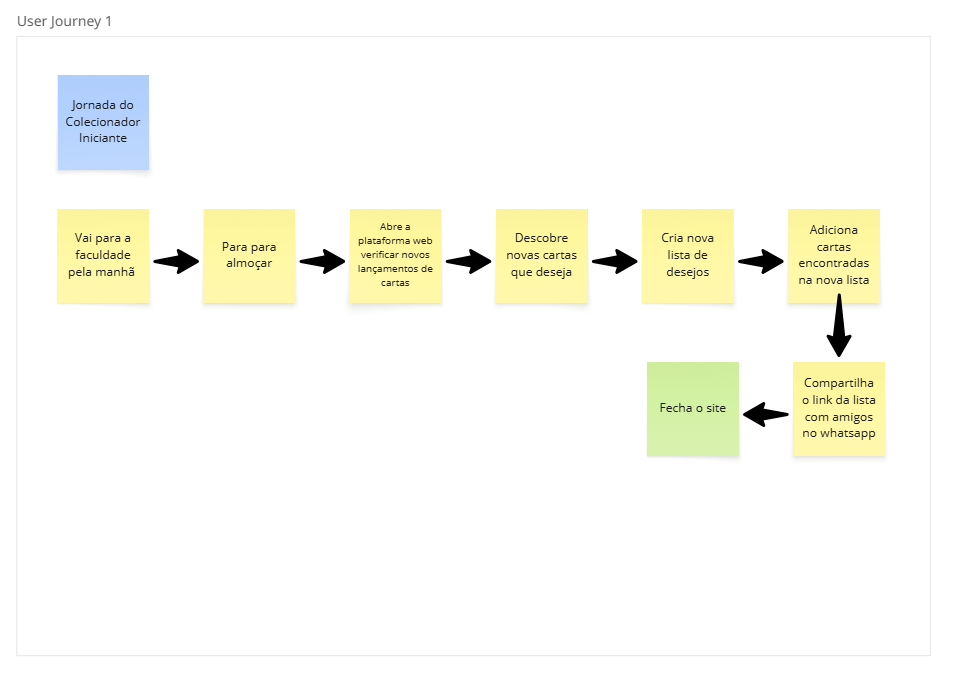 User Journey 1
Jornada do
Colecionador
Iniciante
Vai para a
faculdade
pela manhã
Para para
almoçar
Abre a
plataforma web
verificar novos
lançamentos de
cartas
Descobre
novas cartas
que deseja
Cria nova
lista de
desejos
Adiciona
cartas
encontradas
na nova lista
Compartilha
o link da lista
com amigos
no whatsapp
Fecha o site